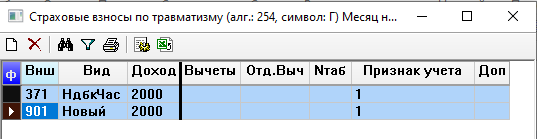 Страховые взносы по травматизму (алг.: 254, символ: Г) Месяц н...
ф Внш Вид Доход Вычеты Отд.Выч Nтаб Признак учета Доп
371 НдбкЧас 2000 1
901 Новый 2000 1